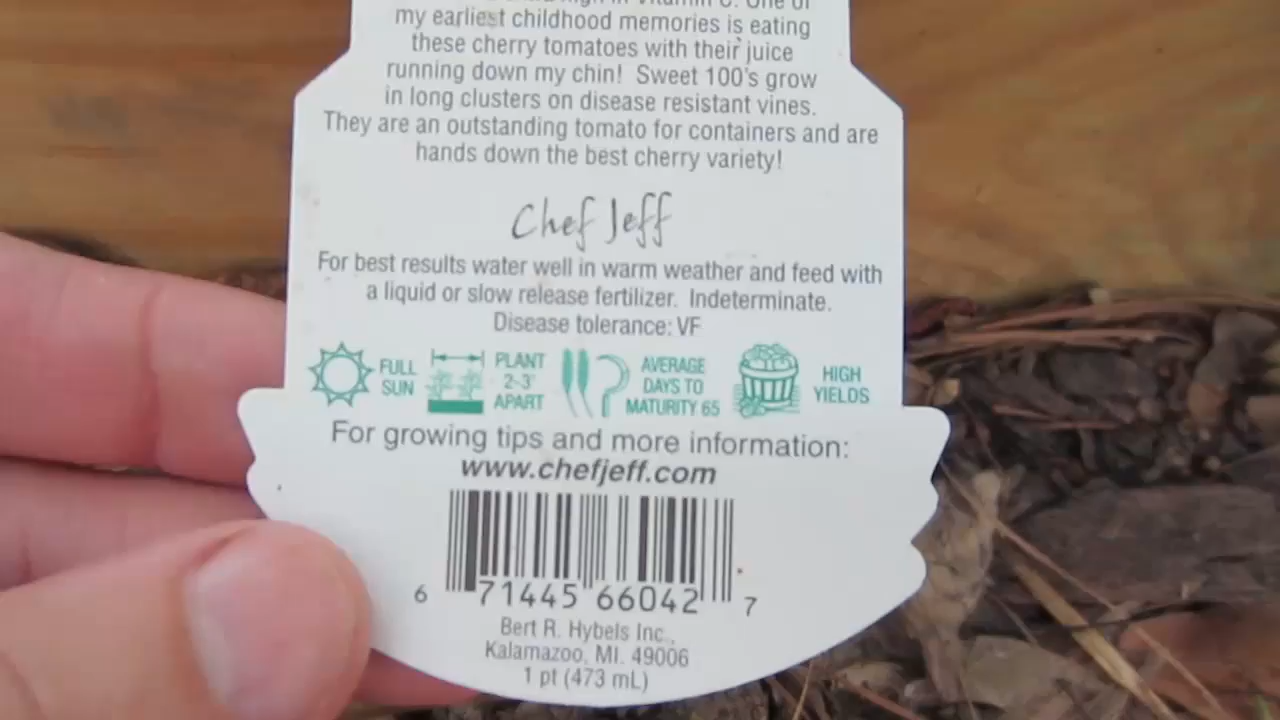 high in Vitamin C. One of
my earliest childhood memories is eating
these cherry tomatoes with their juice
running down my chin! Sweet 100's grow
in long clusters on disease resistant vines.
They are an outstanding tomato for containers and are
hands down the best cherry variety!
Chef Jeff
For best results water well in warm weather and feed with
a liquid or slow release fertilizer. Indeterminate.
Disease tolerance: VF
FULL
SUN
PLANT
2-3'
APART
AVERAGE
DAYS TO
MATURITY 65
HIGH
YIELDS
For growing tips and more information:
www.chefjeff.com
6 71445 66042 7
Bert R. Hybels Inc.,
Kalamazoo, MI. 49006
1 pt (473 mL)